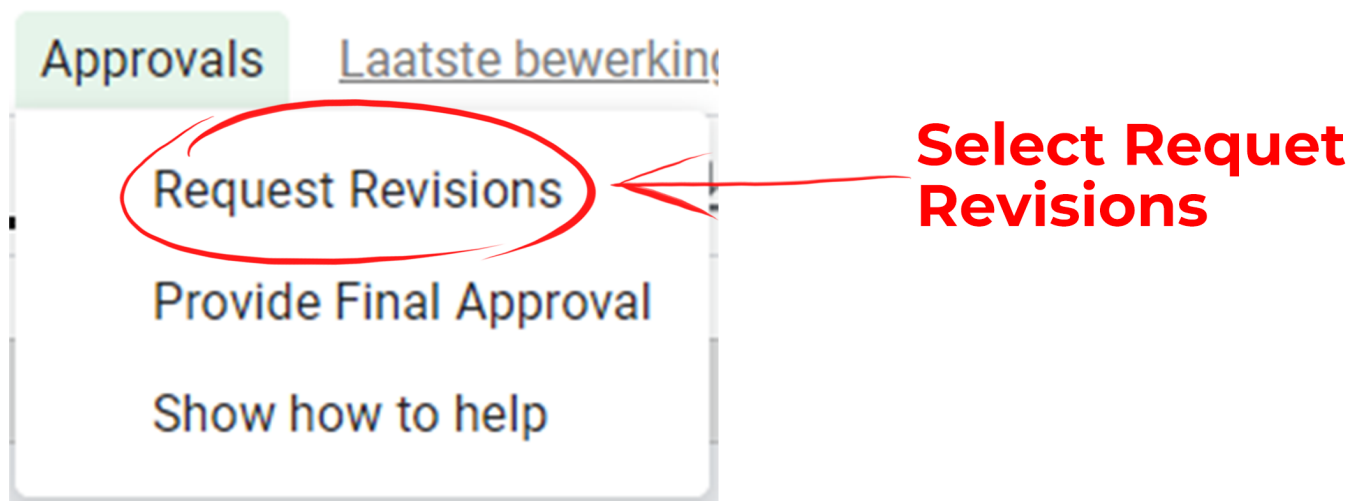 Approvals Laatste bewerking
Request Revisions
Select Requet
Revisions
Provide Final Approval
Show how to help